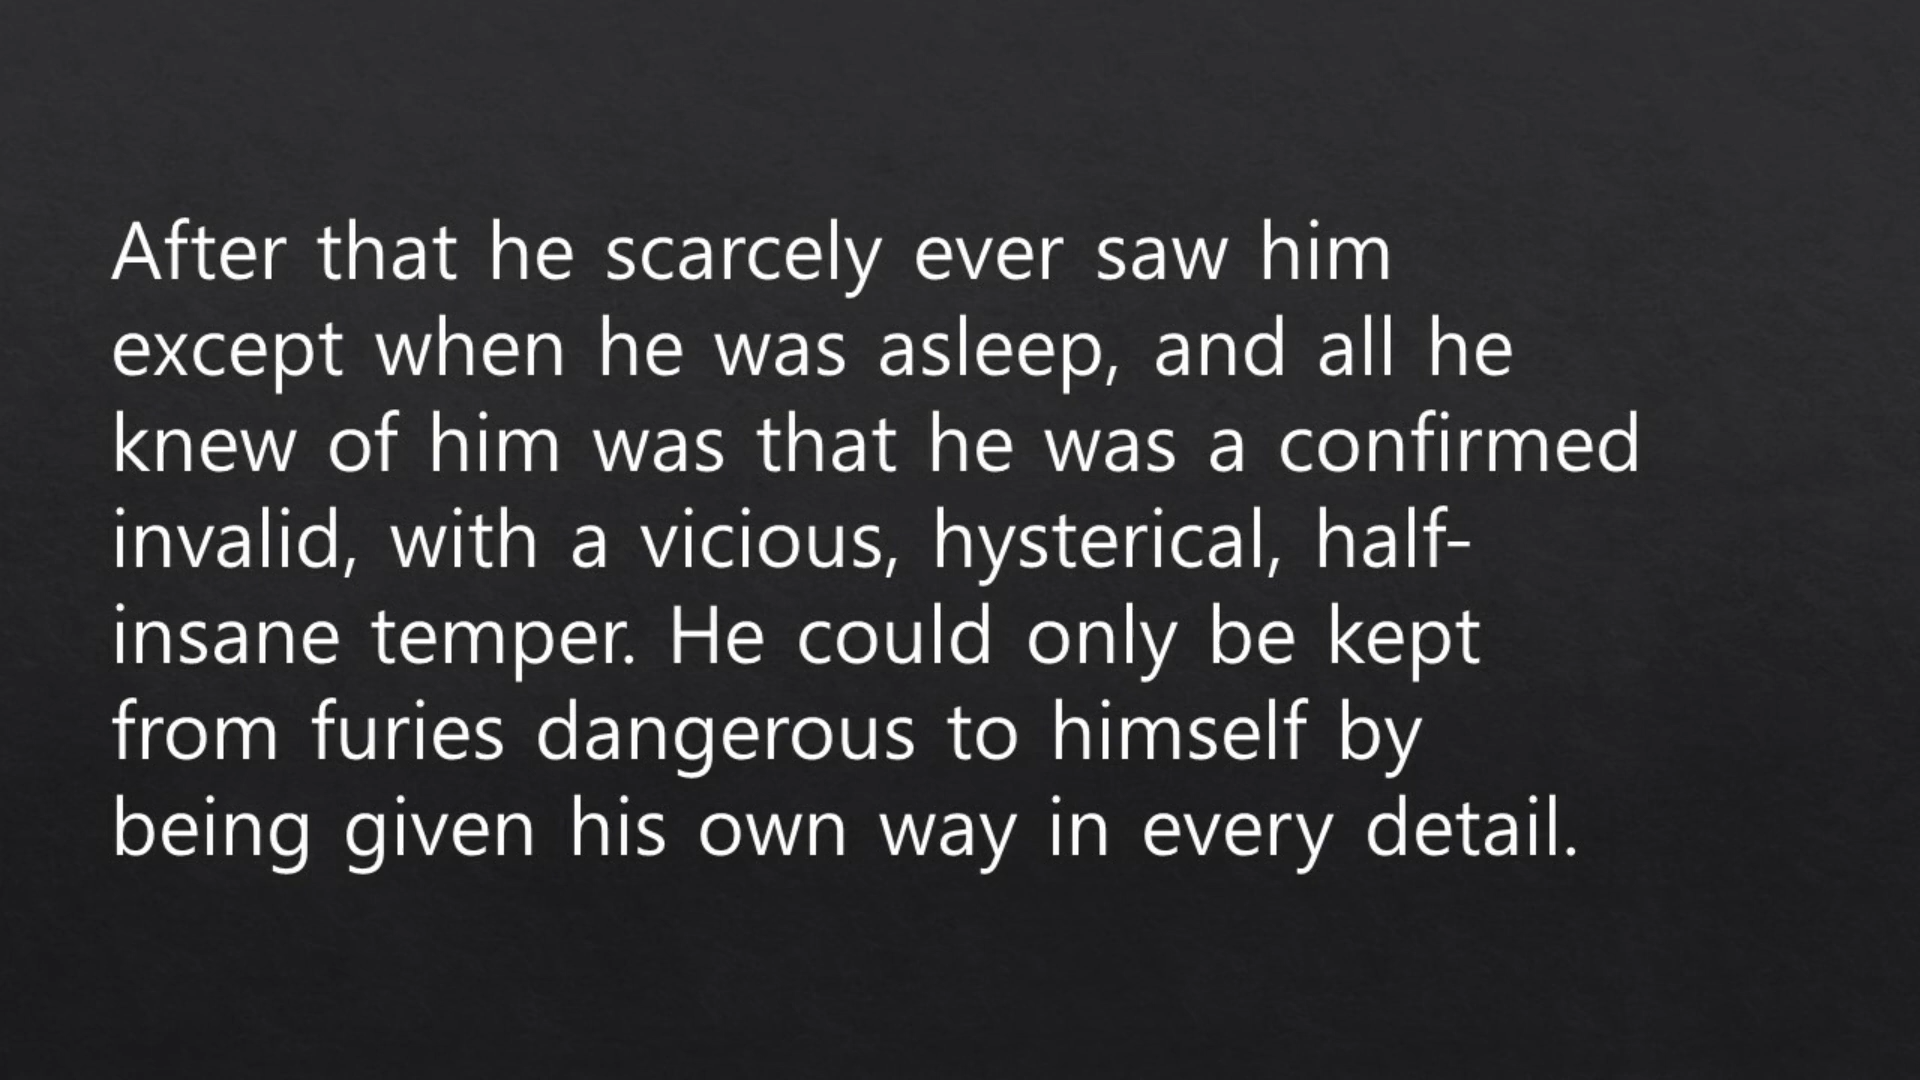 After that he scarcely ever saw him
except when he was asleep, and all he
knew of him was that he was a confirmed
invalid, with a vicious, hysterical, half-
insane temper. He could only be kept
from furies dangerous to himself by
being given his own way in every detail.